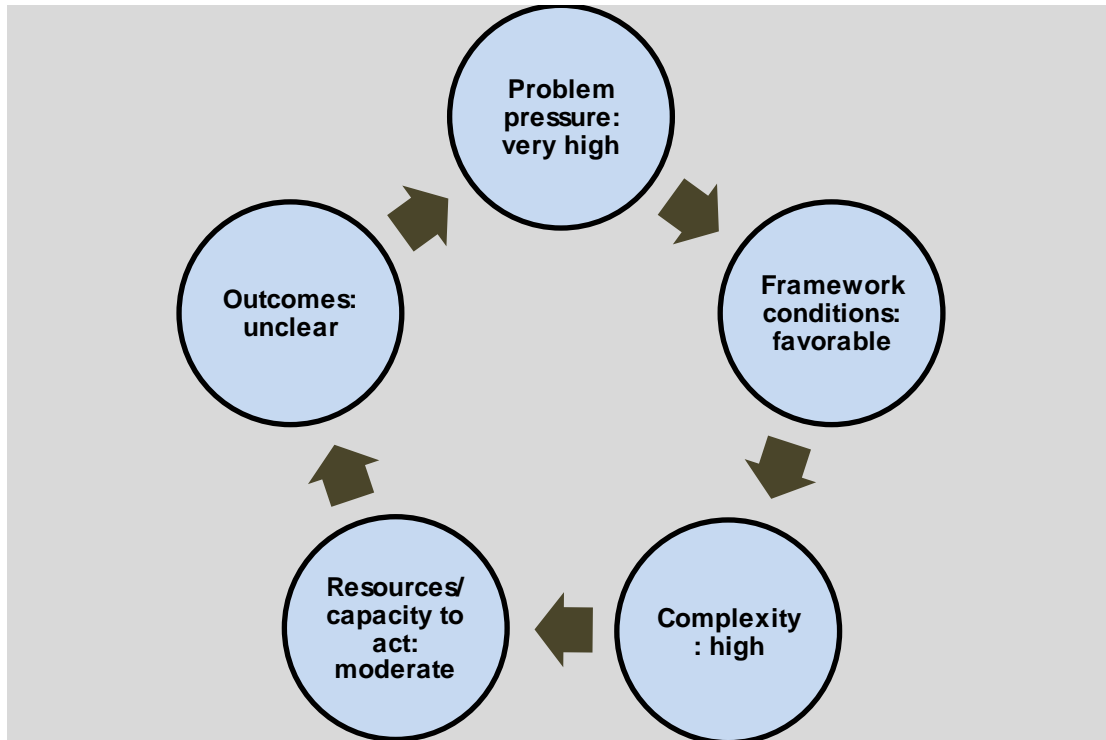 Problem
pressure:
very high
Framework
conditions:
favorable
Complexity
: high
Resources/
capacity to
act:
moderate
Outcomes:
unclear